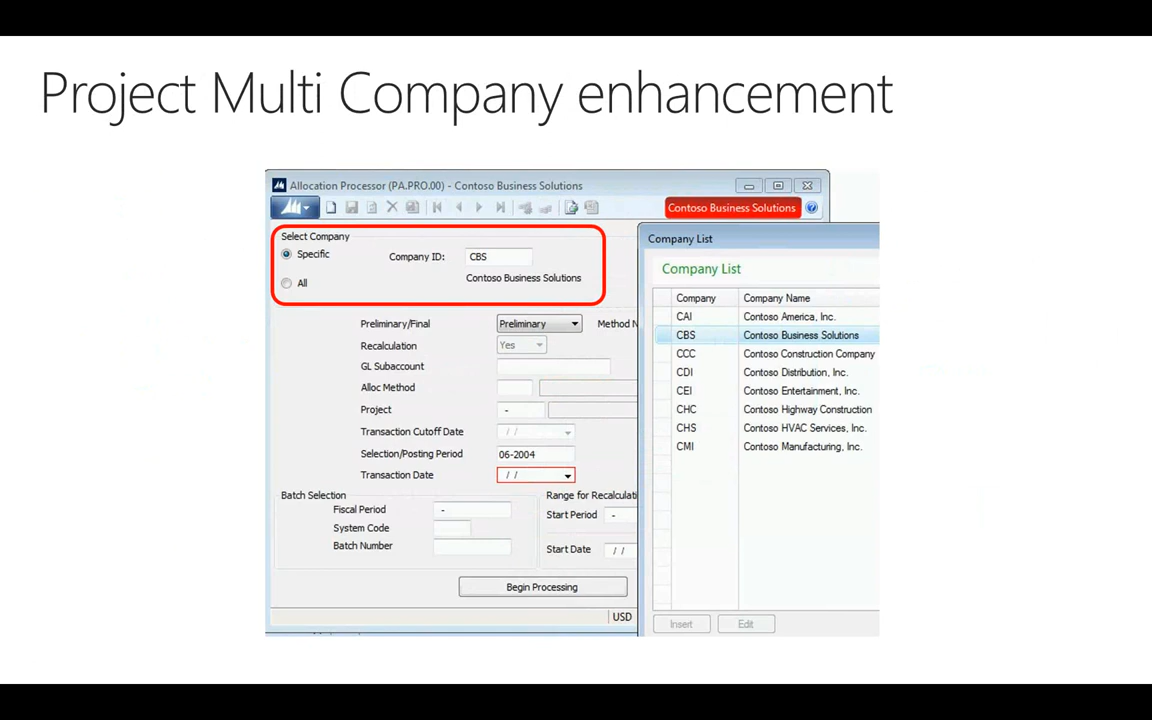 Project Multi Company enhancement
Allocation Processor (PA.PRO.00) - Contoso Business Solutions
Contoso Business Solutions
Select Company
Specific
Company ID:
CBS
Contoso Business Solutions
All
Preliminary/Final
Preliminary
Method N
Recalculation
Yes
GL Subaccount
Alloc Method
Project
-
Transaction Cutoff Date
/ /
Selection/Posting Period
06-2004
Transaction Date
/ /
Batch Selection
Fiscal Period
-
System Code
Batch Number
Range for Recalculati
Start Period
-
Start Date
/ /
Begin Processing
USD
Company List
Company List
Company Company Name
CAI Contoso America, Inc.
CBS Contoso Business Solutions
CCC Contoso Construction Company
CDI Contoso Distribution, Inc.
CEI Contoso Entertainment, Inc.
CHC Contoso Highway Construction
CHS Contoso HVAC Services, Inc.
CMI Contoso Manufacturing, Inc.
Insert
Edit